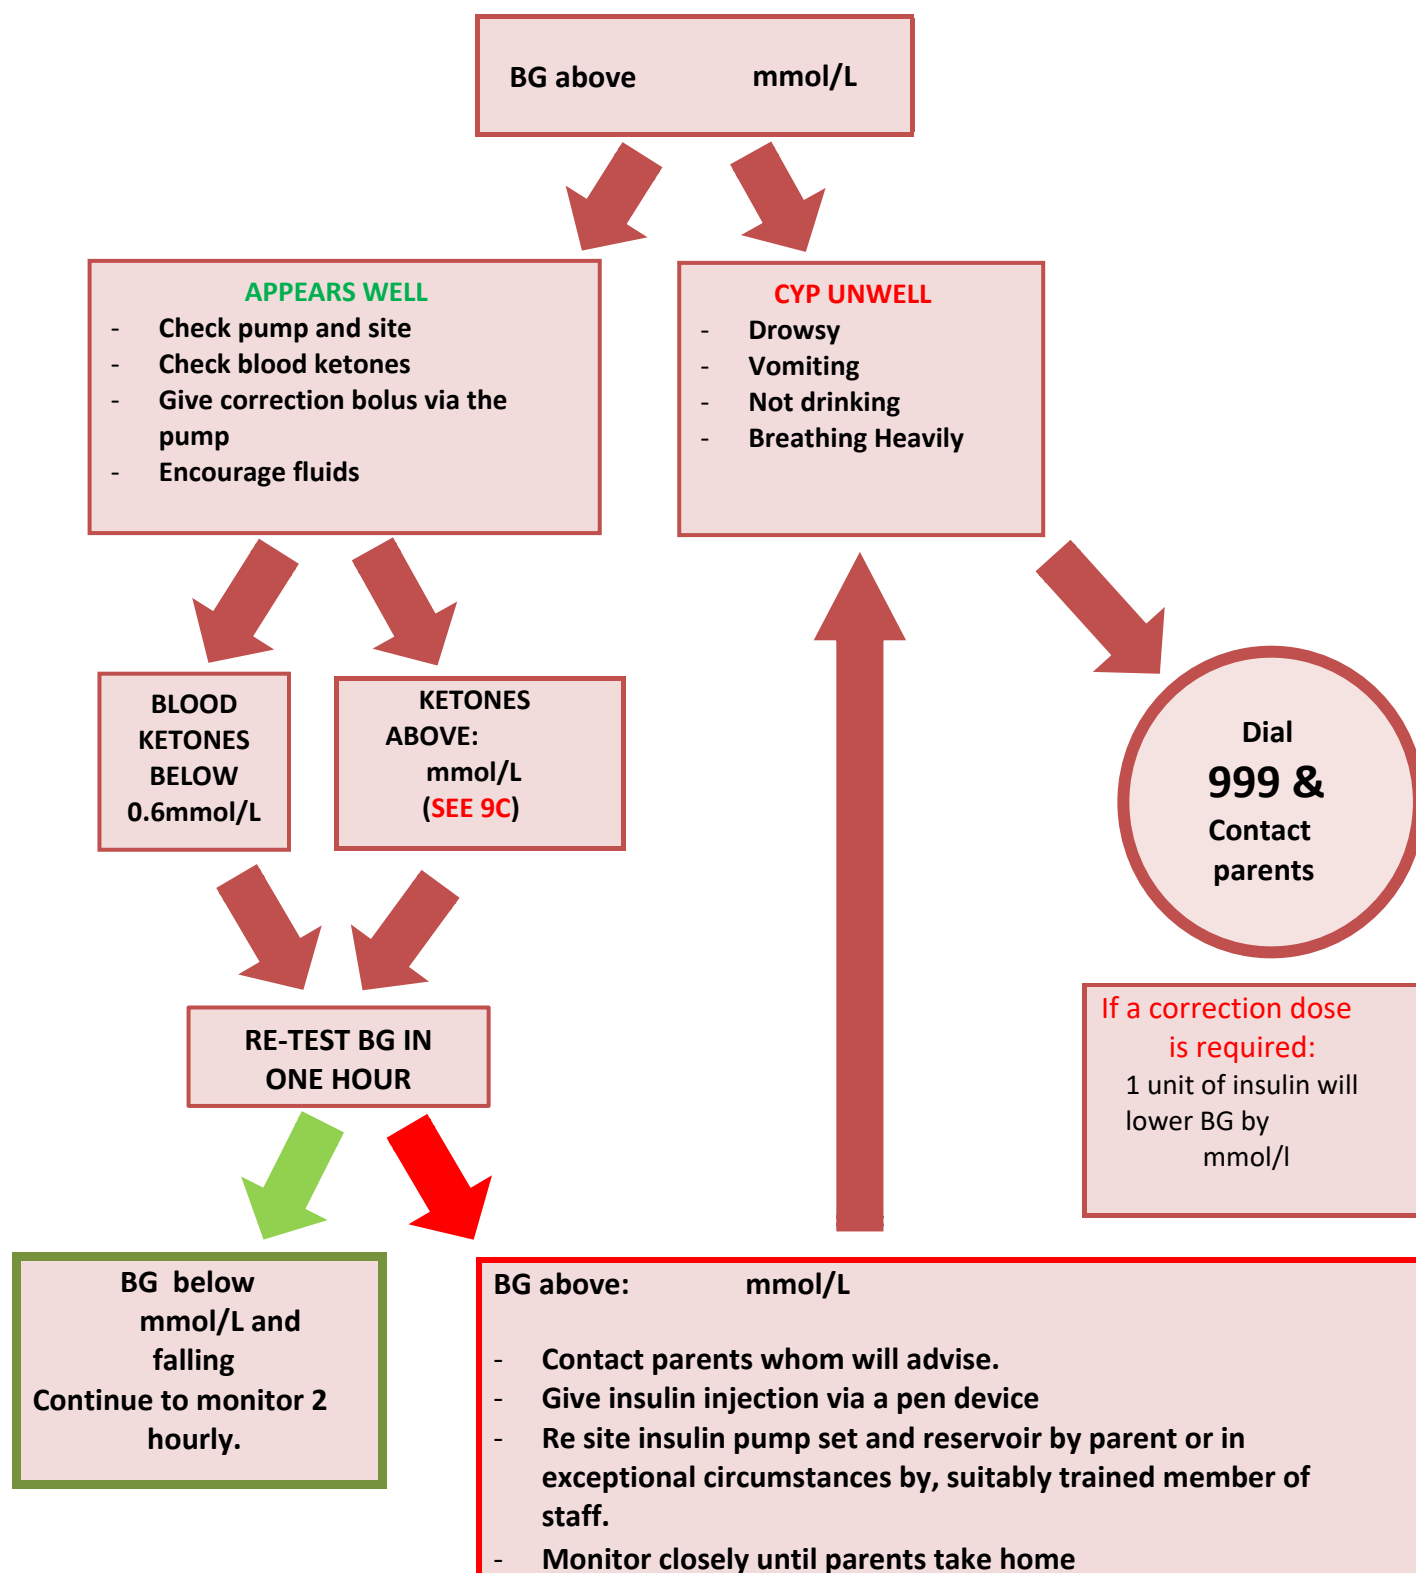 BG above mmol/L
APPEARS WELL
- Check pump and site
- Check blood ketones
- Give correction bolus via the
pump
- Encourage fluids
CYP UNWELL
- Drowsy
- Vomiting
- Not drinking
- Breathing Heavily
BLOOD
KETONES
BELOW
0.6mmol/L
KETONES
ABOVE:
mmol/L
(SEE 9C)
Dial
999 &
Contact
parents
RE-TEST BG IN
ONE HOUR
If a correction dose
is required:
1 unit of insulin will
lower BG by
mmol/l
BG below
mmol/L and
falling
Continue to monitor 2
hourly.
BG above: mmol/L
- Contact parents whom will advise.
- Give insulin injection via a pen device
- Re site insulin pump set and reservoir by parent or in
exceptional circumstances by, suitably trained member of
staff.
- Monitor closely until parents take home